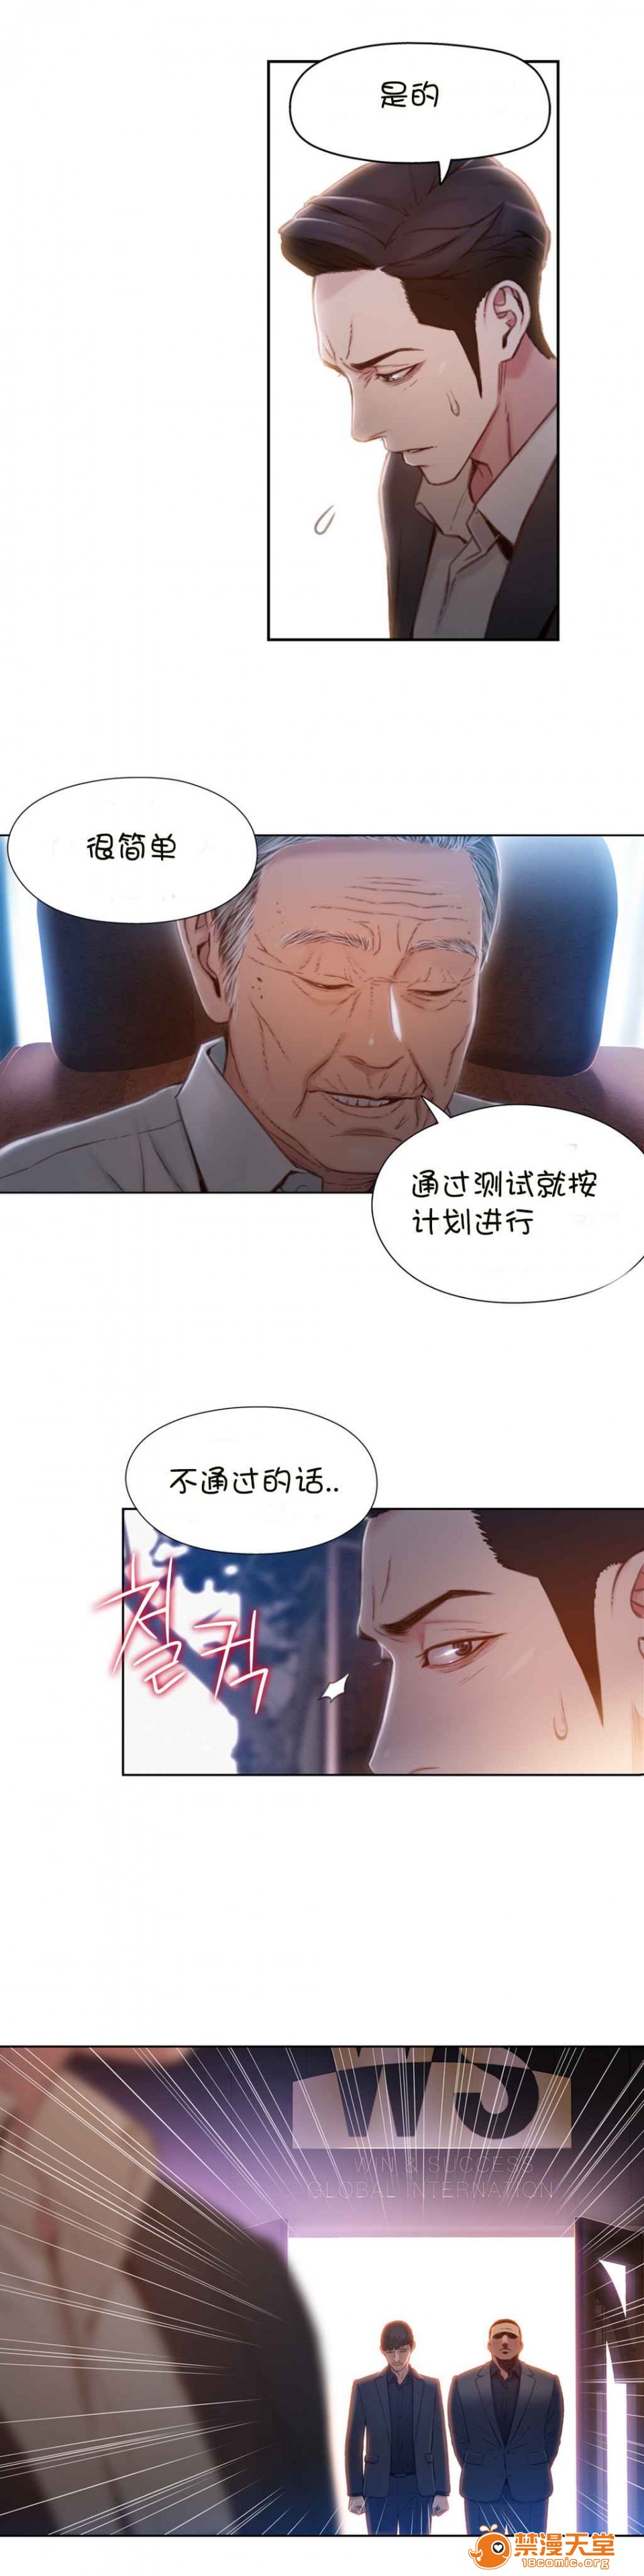 是的
很简单
通过测试就按
计划进行
不通过的话..
철컥
WS
WIN & SUCCESS
GLOBAL INTERNATION
禁漫天堂
18comic.org